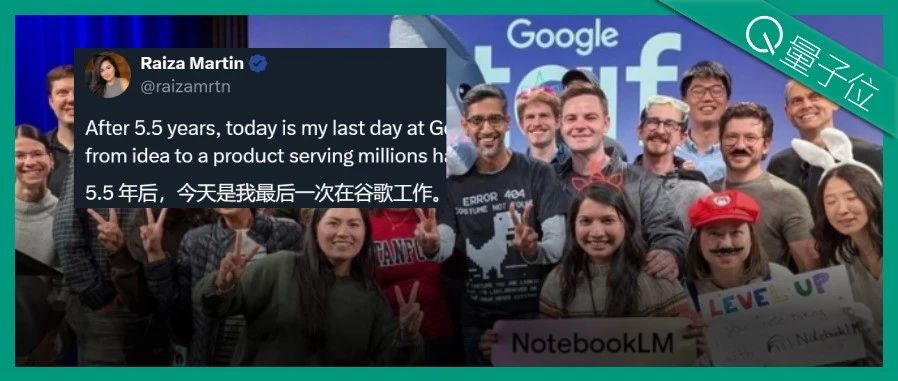 量子位
Google
Raiza Martin
@raizamrtn
After 5.5 years, today is my last day at G
from idea to a product serving millions h
5.5 年后，今天是我最后一次在谷歌工作。
ERROR 404
COSTUME NOT FOUND
LEVEL UP
NotebookLM
NotebookLM